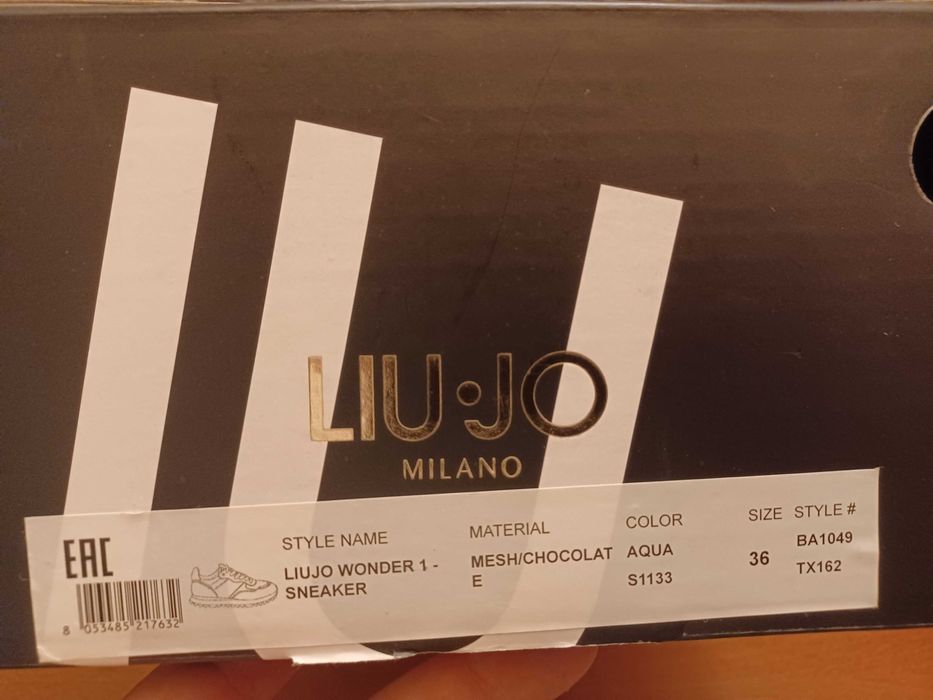 LIU·JO
MILANO
EAC
8 053485 217632
STYLE NAME
LIUJO WONDER 1 -
SNEAKER
MATERIAL
MESH/CHOCOLAT
E
COLOR
AQUA
S1133
SIZE
36
STYLE #
BA1049
TX162